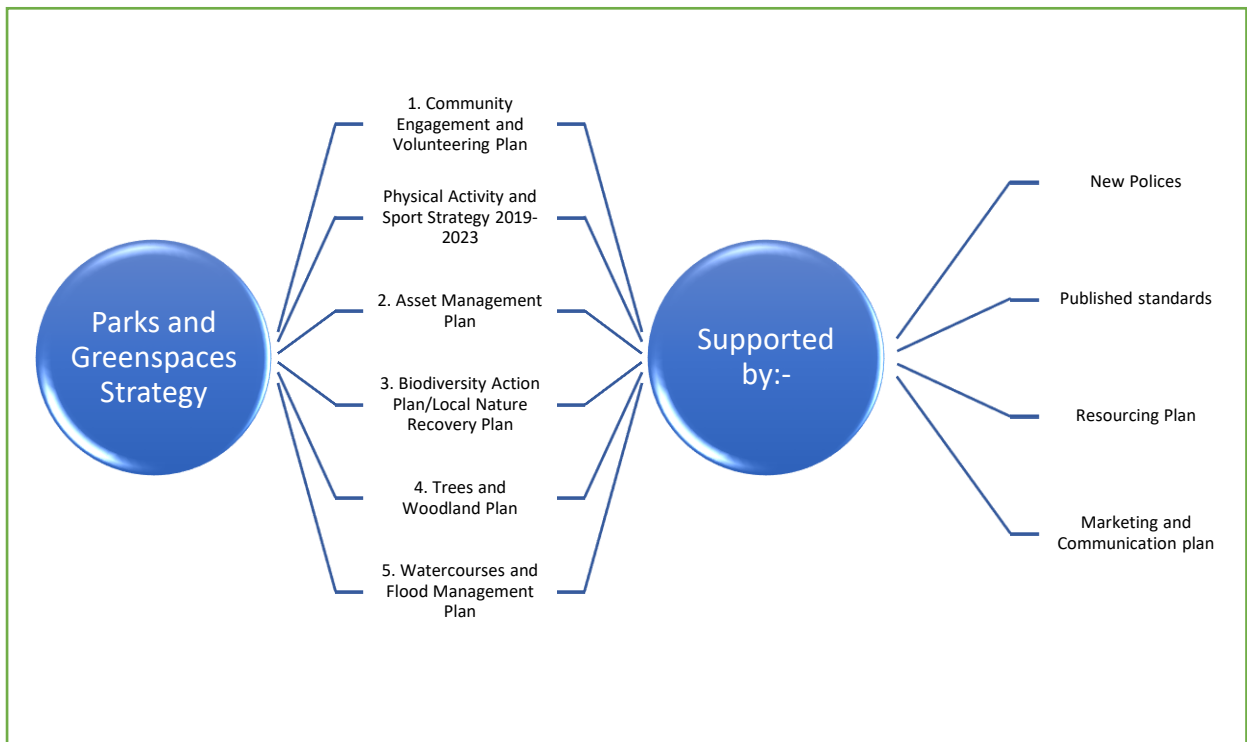 Parks and
Greenspaces
Strategy
1. Community
Engagement and
Volunteering Plan
Physical Activity and
Sport Strategy 2019-
2023
2. Asset Management
Plan
3. Biodiversity Action
Plan/Local Nature
Recovery Plan
4. Trees and
Woodland Plan
5. Watercourses and
Flood Management
Plan
Supported
by:-
New Polices
Published standards
Resourcing Plan
Marketing and
Communication plan